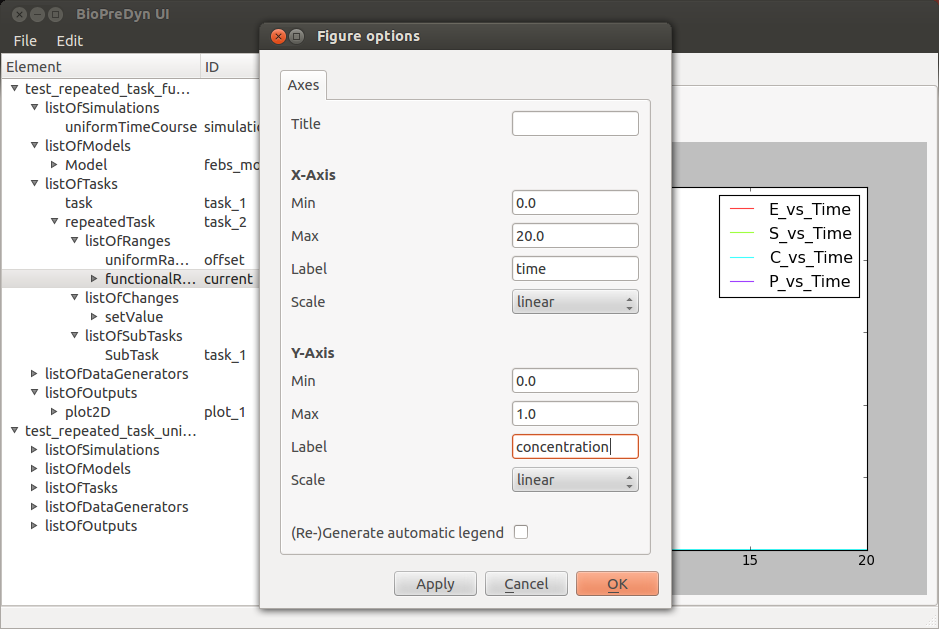 BioPreDyn UI
File Edit
Element ID
test_repeated_task_fu...
listOfSimulations
uniformTimeCourse simulati
listOfModels
Model febs_mo
listOfTasks
task task_1
repeatedTask task_2
listOfRanges
uniformRa... offset
functionalR... current
listOfChanges
setValue
listOfSubTasks
SubTask task_1
listOfDataGenerators
listOfOutputs
plot2D plot_1
test_repeated_task_uni...
listOfSimulations
listOfModels
listOfTasks
listOfDataGenerators
listOfOutputs
Figure options
Axes
Title
X-Axis
Min 0.0
Max 20.0
Label time
Scale linear
Y-Axis
Min 0.0
Max 1.0
Label concentration
Scale linear
(Re-)Generate automatic legend
Apply Cancel OK
E_vs_Time
S_vs_Time
C_vs_Time
P_vs_Time
15 20